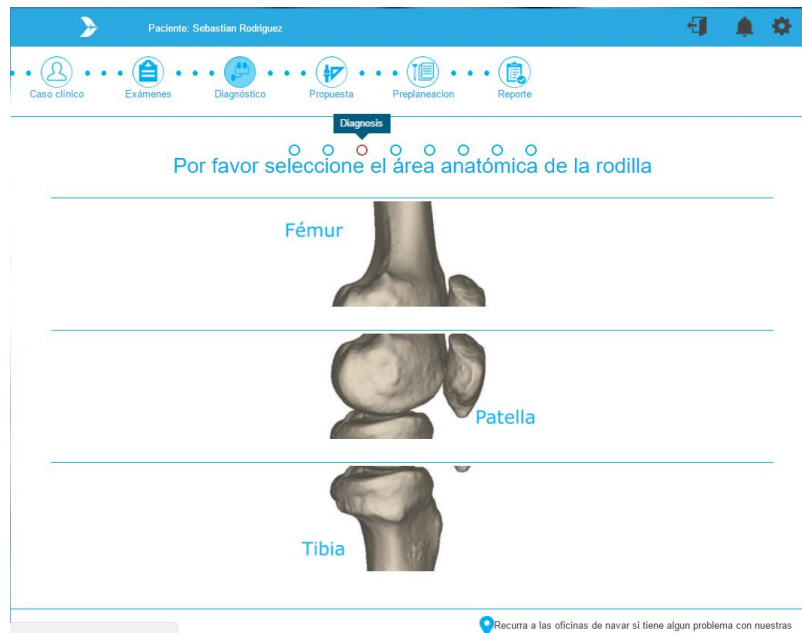 Paciente: Sebastian Rodriguez
Caso clínico
Exámenes
Diagnóstico
Propuesta
Preplaneacion
Reporte
Diagnosis
Por favor seleccione el área anatómica de la rodilla
Fémur
Patella
Tibia
Recurra a las oficinas de navar si tiene algun problema con nuestras